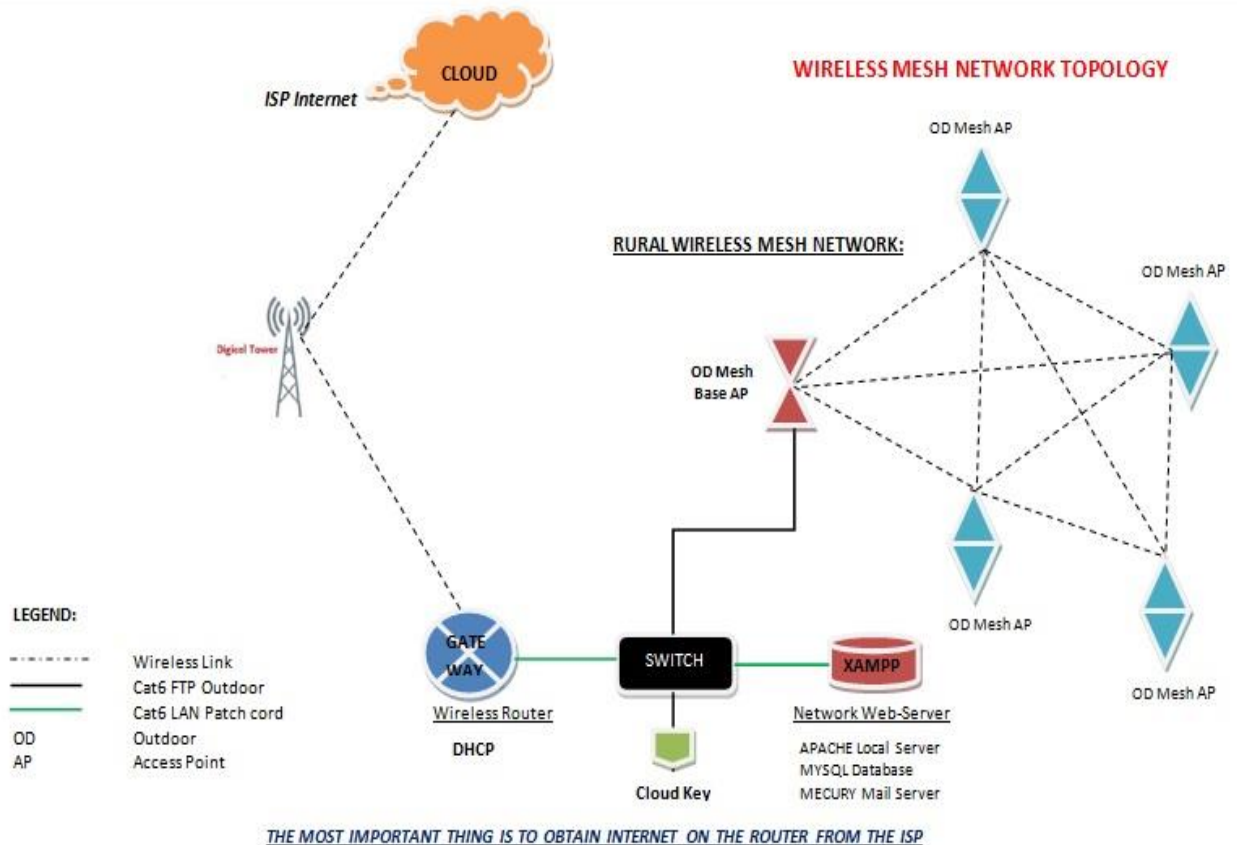 CLOUD
ISP Internet
WIRELESS MESH NETWORK TOPOLOGY
OD Mesh AP
RURAL WIRELESS MESH NETWORK:
OD Mesh AP
Digicel Tower
OD Mesh
Base AP
OD Mesh AP
OD Mesh AP
LEGEND:
Wireless Link
Cat6 FTP Outdoor
Cat6 LAN Patch cord
OD Outdoor
AP Access Point
GATE
WAY
Wireless Router
DHCP
SWITCH
Cloud Key
XAMPP
Network Web-Server
APACHE Local Server
MYSQL Database
MECURY Mail Server
THE MOST IMPORTANT THING IS TO OBTAIN INTERNET ON THE ROUTER FROM THE ISP